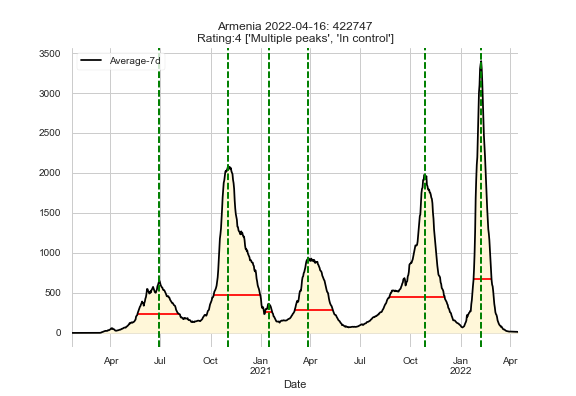 Armenia 2022-04-16: 422747
Rating:4 ['Multiple peaks', 'In control']
Average-7d
3500
3000
2500
2000
1500
1000
500
0
Apr Jul Oct Jan Apr Jul Oct Jan Apr
2021 2022
Date